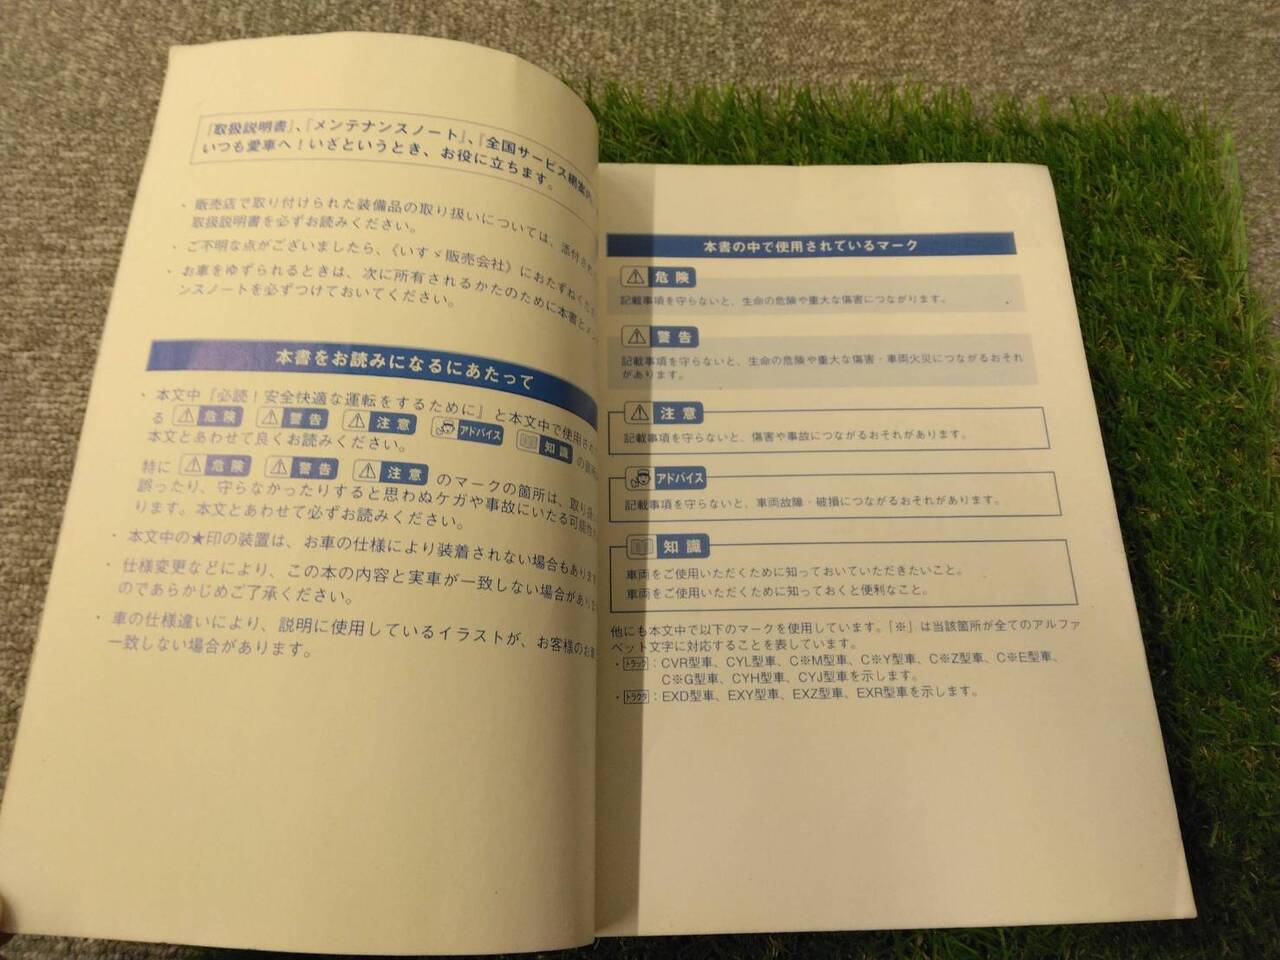 『取扱説明書』、『メンテナンスノート』、『全国サービス網案内
いつも愛車へ！いざというとき、お役に立ちます。
・販売店で取り付けられた装備品の取り扱いについては、添付され
取扱説明書を必ずお読みください。
・ご不明な点がございましたら、《いすゞ販売会社》におたずねくだ
・お車をゆずられるときは、次に所有されるかたのために本書とメン
ンスノートを必ずつけておいてください。
本書をお読みになるにあたって
・本文中『必読！安全快適な運転をするために』と本文中で使用され
る 危険 警告 注意 アドバイス 知識 の箇所
本文とあわせて良くお読みください。
特に 危険 警告 注意 のマークの箇所は、取り扱
誤ったり、守らなかったりすると思わぬケガや事故にいたる可能性
ります。本文とあわせて必ずお読みください。
・本文中の★印の装置は、お車の仕様により装着されない場合もあります
・仕様変更などにより、この本の内容と実車が一致しない場合があります
のであらかじめご了承ください。
・車の仕様違いにより、説明に使用しているイラストが、お客様のお車
一致しない場合があります。
本書の中で使用されているマーク
危険
記載事項を守らないと、生命の危険や重大な傷害につながります。
警告
記載事項を守らないと、生命の危険や重大な傷害・車両火災につながるおそれ
があります。
注意
記載事項を守らないと、傷害や事故につながるおそれがあります。
アドバイス
記載事項を守らないと、車両故障・破損につながるおそれがあります。
知識
車両をご使用いただくために知っておいていただきたいこと。
車両をご使用いただくために知っておくと便利なこと。
他にも本文中で以下のマークを使用しています。「※」は当該箇所が全てのアルファ
ベット文字に対応することを表しています。
・トラック：CVR型車、CYL型車、C※M型車、C※Y型車、C※Z型車、C※E型車、
C※G型車、CYH型車、CYJ型車を示します。
・トラクタ：EXD型車、EXY型車、EXZ型車、EXR型車を示します。